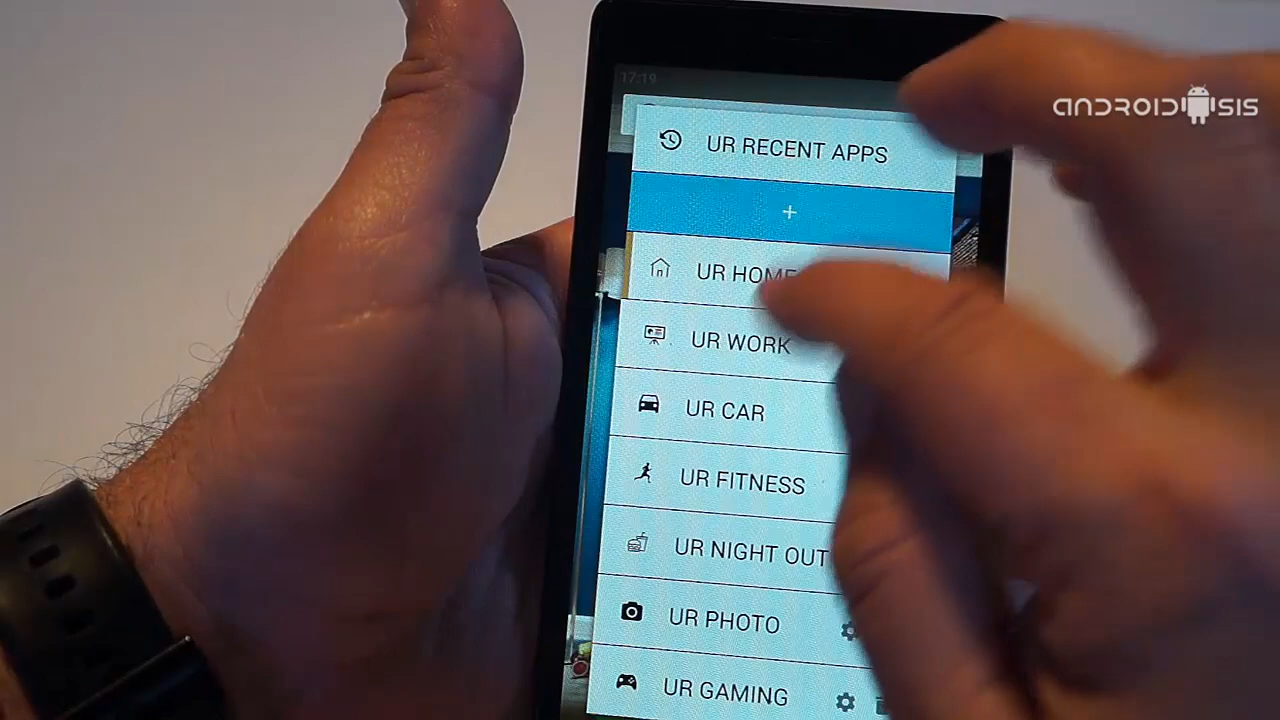 17:19
ANDROIDSIS
UR RECENT APPS
+
UR HOME
UR WORK
UR CAR
UR FITNESS
UR NIGHT OUT
UR PHOTO
UR GAMING